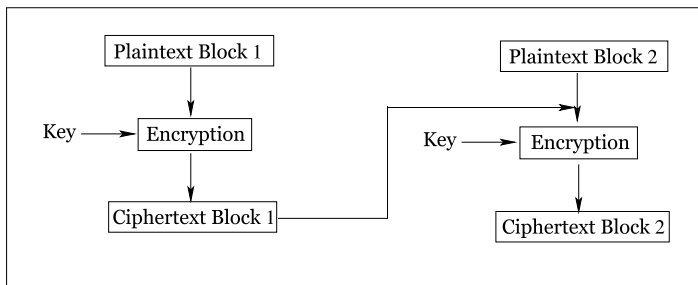 Plaintext Block 1
Key
Encryption
Ciphertext Block 1
Plaintext Block 2
Key
Encryption
Ciphertext Block 2